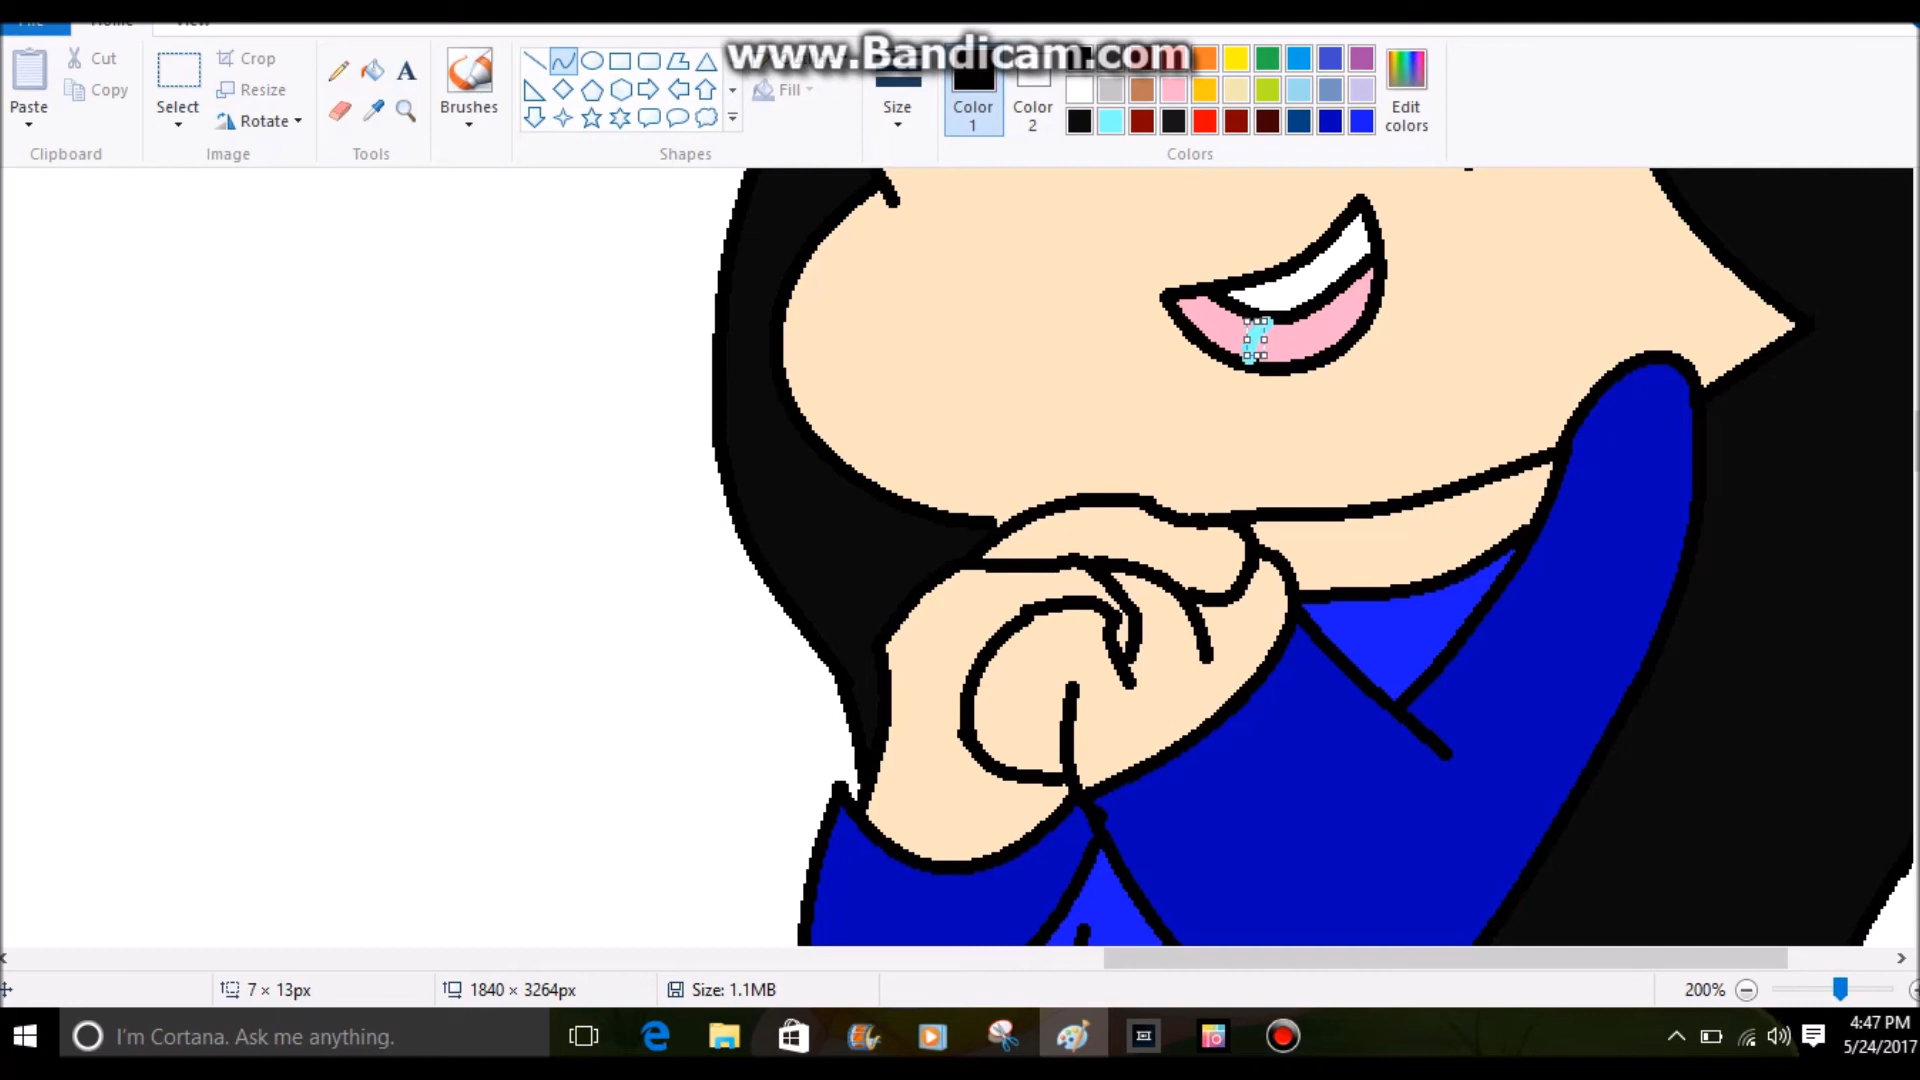 File Home View
www.Bandicam.com
Paste
Cut
Copy
Clipboard
Select
Crop
Resize
Rotate
Image
A
Tools
Brushes
Shapes
Fill
Size
Color
1
Color
2
Colors
Edit
colors
7 × 13px
1840 × 3264px
Size: 1.1MB
200%
I'm Cortana. Ask me anything.
4:47 PM
5/24/2017